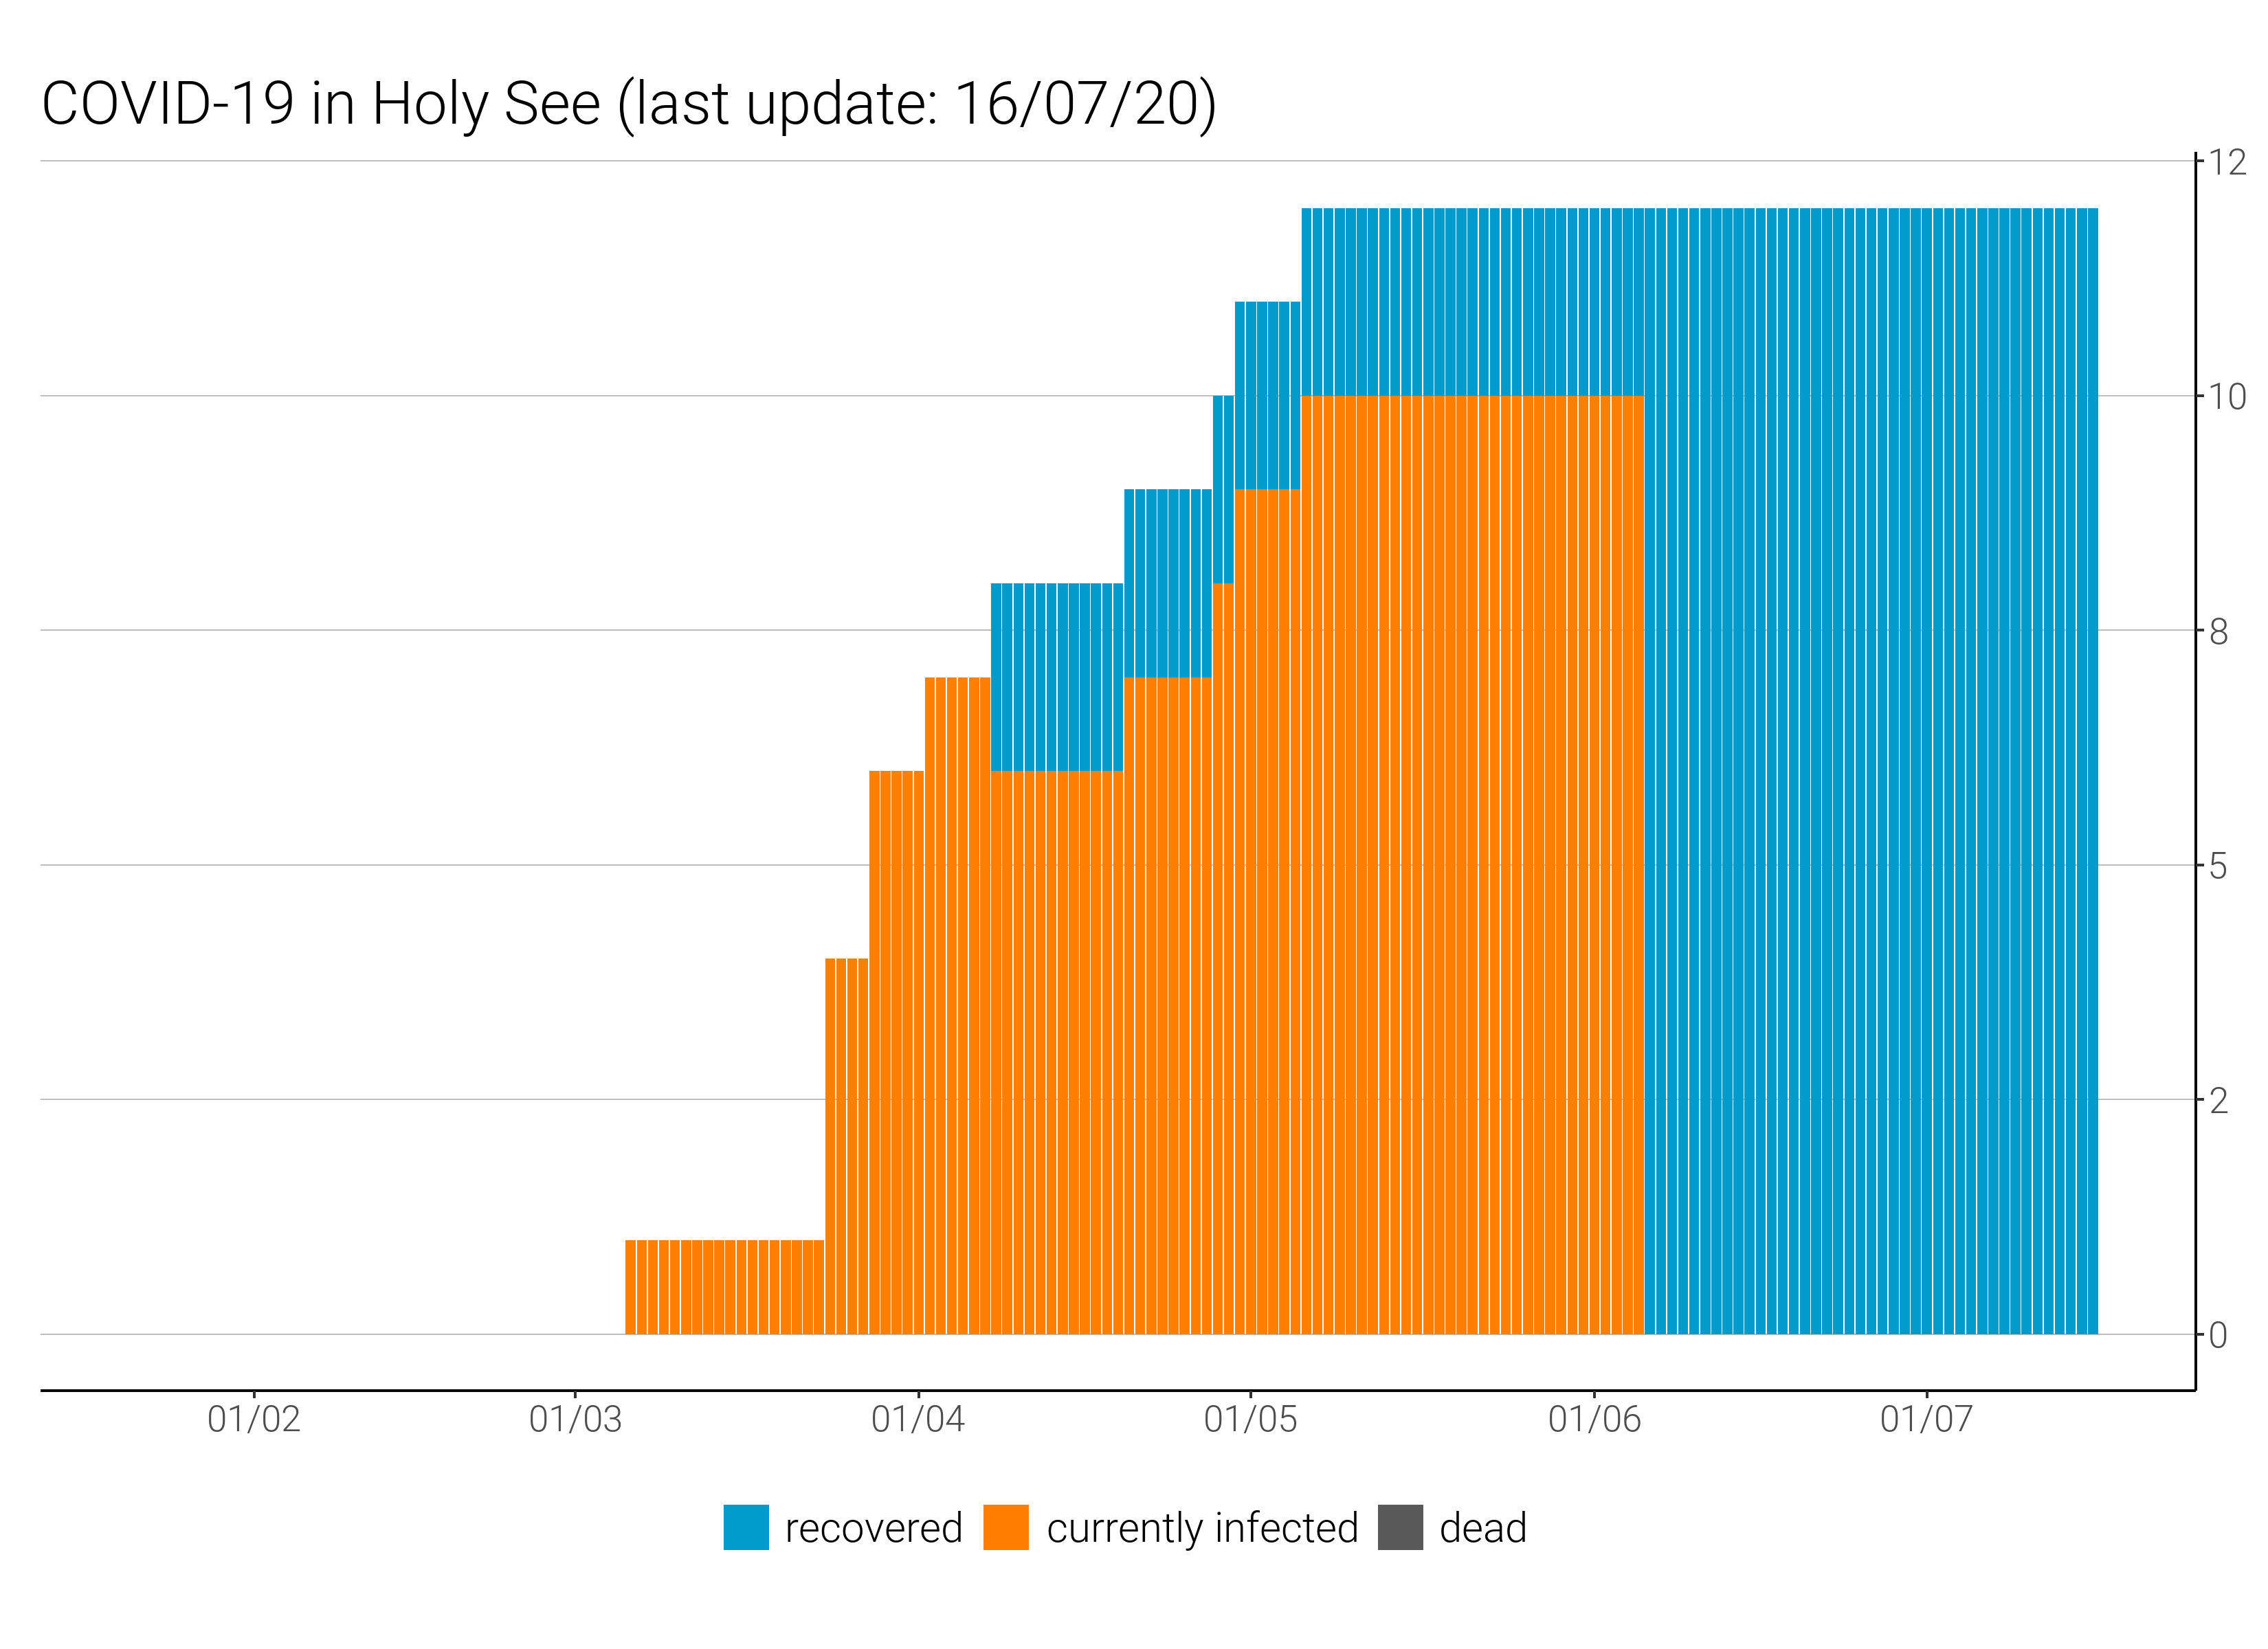 COVID-19 in Holy See (last update: 16/07/20)
12
10
8
5
2
0
01/02 01/03 01/04 01/05 01/06 01/07
recovered currently infected dead